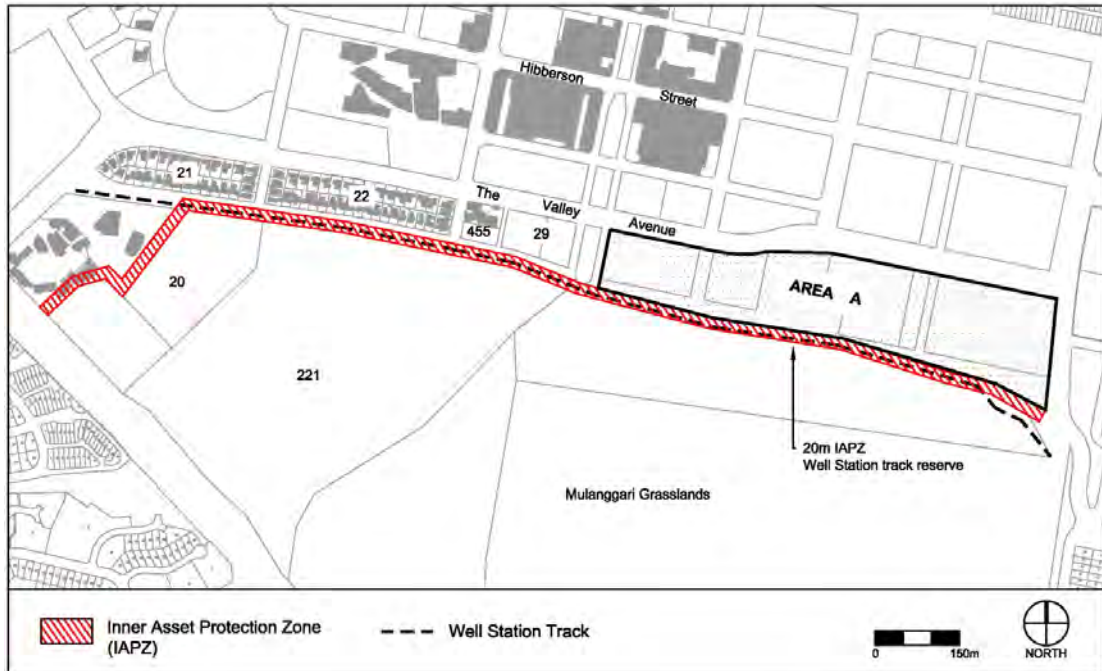 Hibberson
Street
21
22
The
Valley
Avenue
455
29
20
AREA A
221
20m IAPZ
Well Station track reserve
Mulanggari Grasslands
Inner Asset Protection Zone
(IAPZ)
Well Station Track
0
150m
NORTH